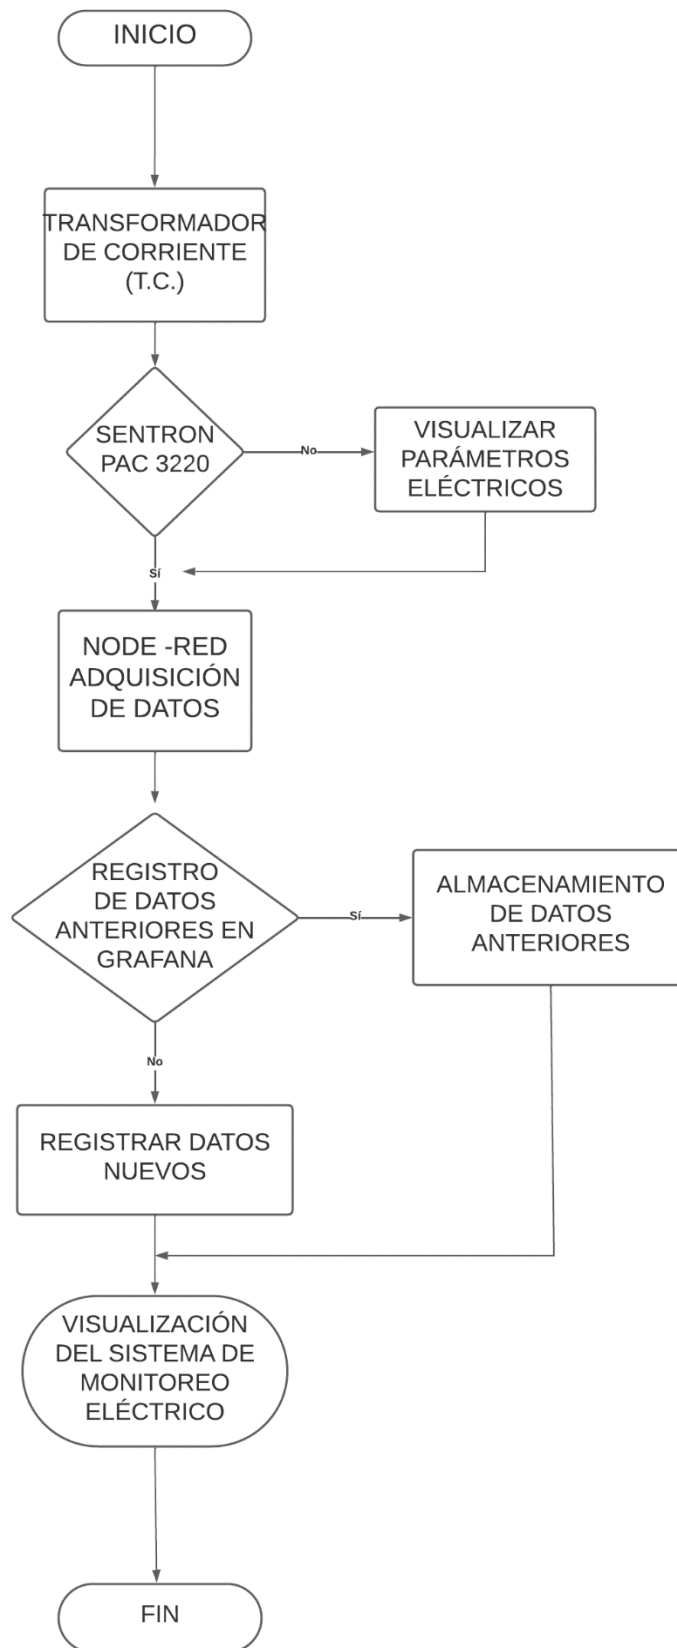 INICIO
TRANSFORMADOR
DE CORRIENTE
(T.C.)
SENTRON
PAC 3220
No
VISUALIZAR
PARÁMETROS
ELÉCTRICOS
Sí
NODE -RED
ADQUISICIÓN
DE DATOS
REGISTRO
DE DATOS
ANTERIORES EN
GRAFANA
Sí
ALMACENAMIENTO
DE DATOS
ANTERIORES
No
REGISTRAR DATOS
NUEVOS
VISUALIZACIÓN
DEL SISTEMA DE
MONITOREO
ELÉCTRICO
FIN